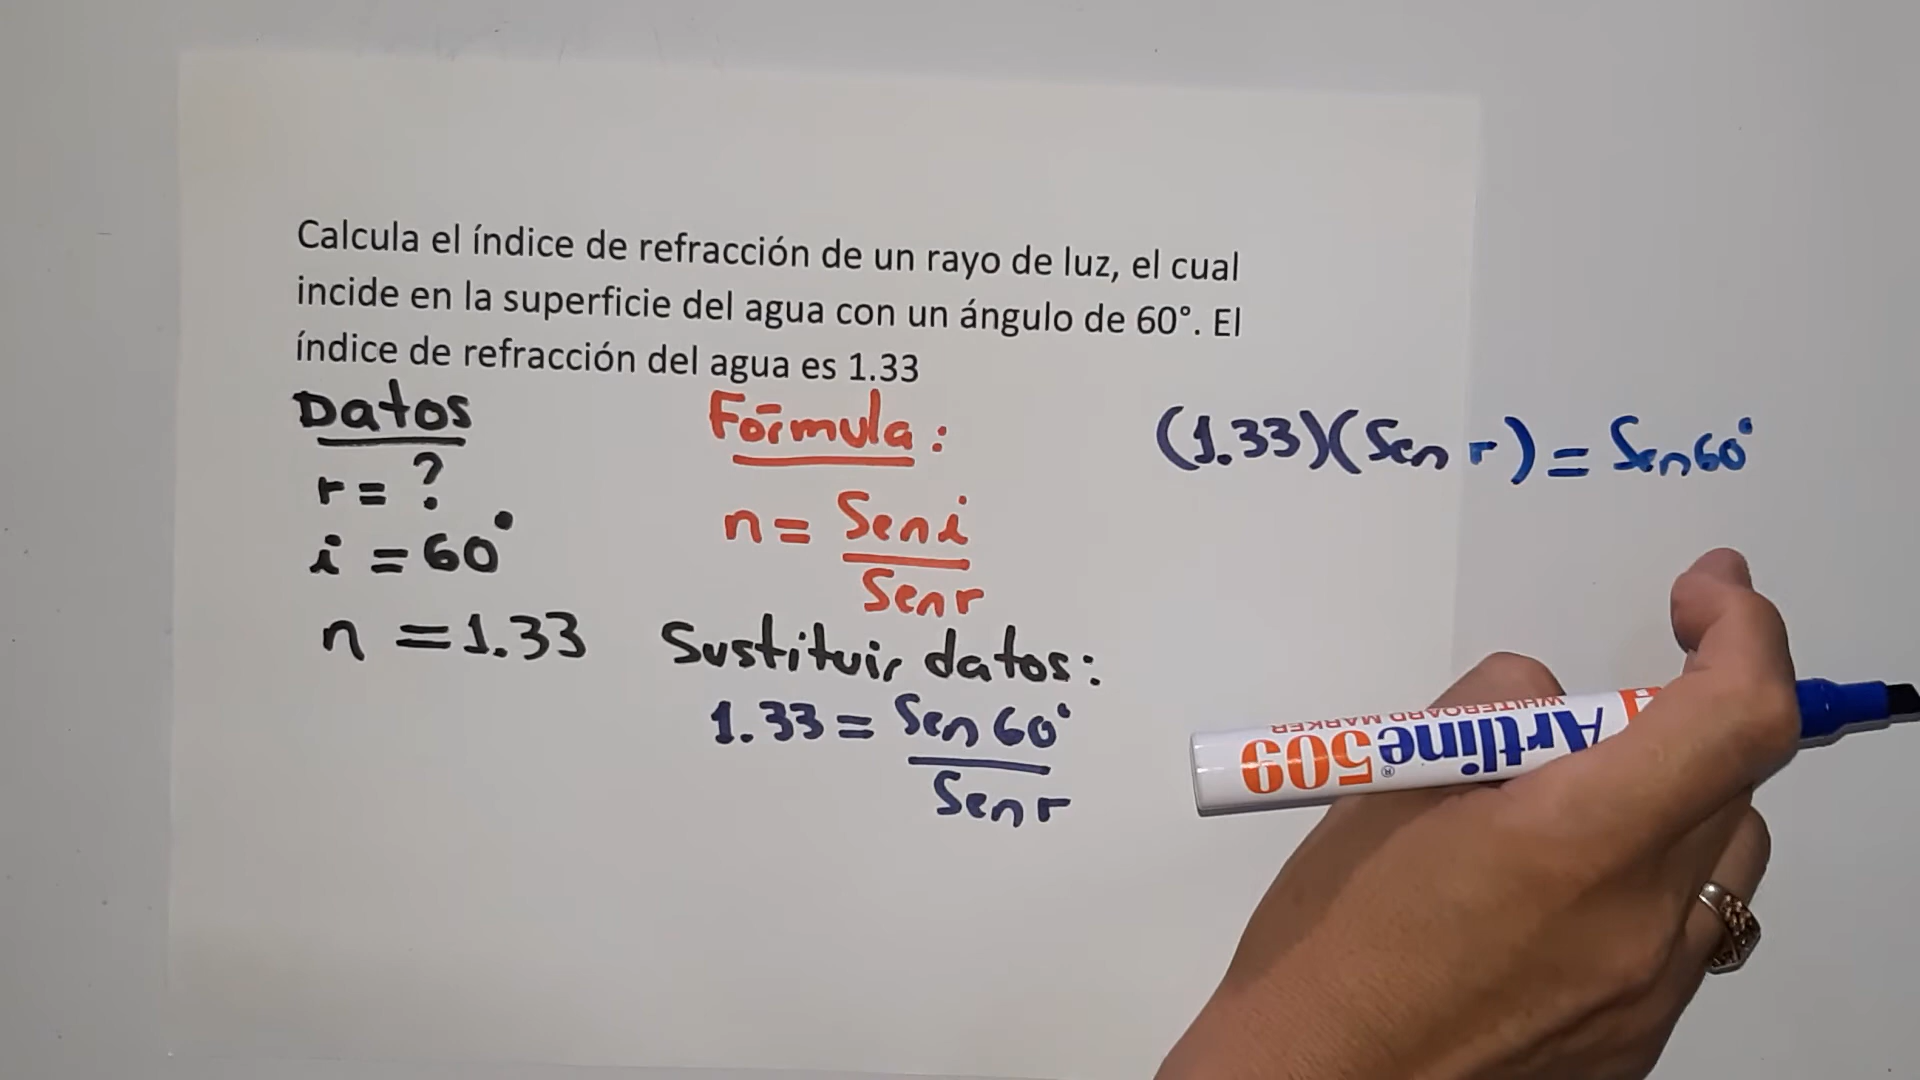 Calcula el índice de refracción de un rayo de luz, el cual
incide en la superficie del agua con un ángulo de 60°. El
índice de refracción del agua es 1.33
Datos
r = ?
i = 60°
n = 1.33
Fórmula:
n = Sen i
Sen r
Sustituir datos:
1.33 = Sen 60°
Sen r
(1.33)(Sen r) = Sen 60°
Artline® 509
WHITEBOARD MARKER